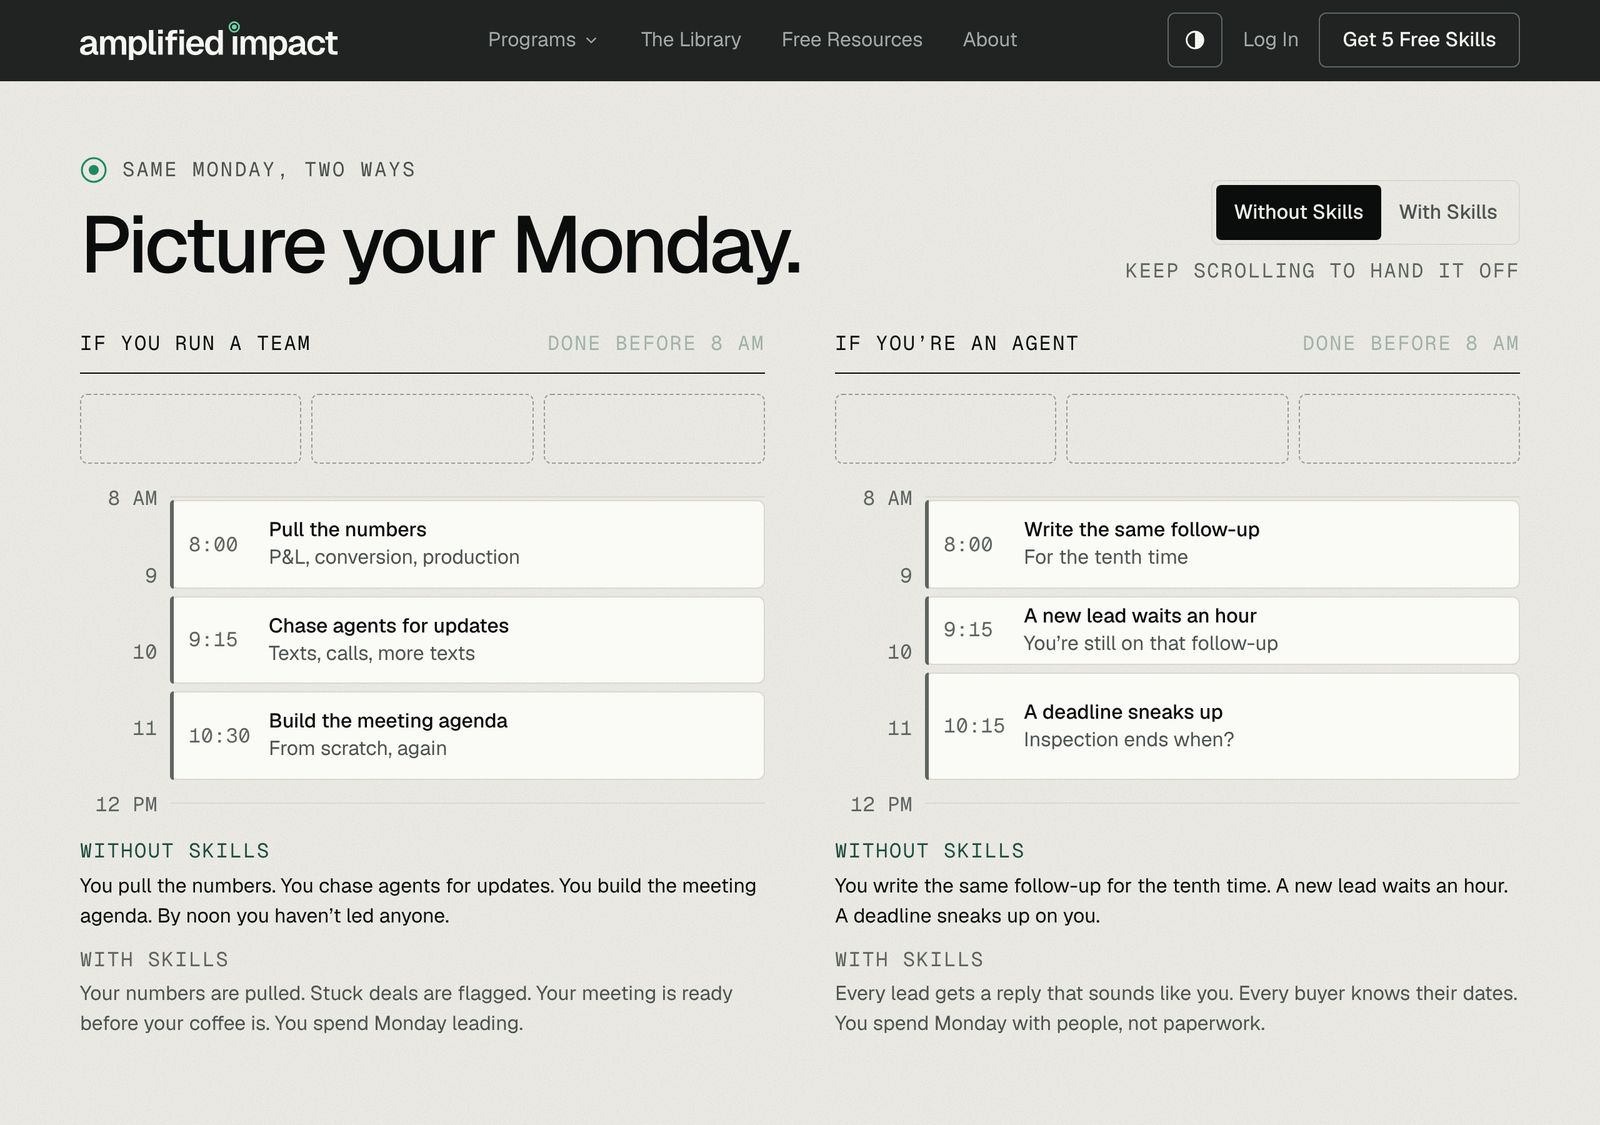 amplified impact
Programs
The Library
Free Resources
About
Log In
Get 5 Free Skills
SAME MONDAY, TWO WAYS
Picture your Monday.
Without Skills
With Skills
KEEP SCROLLING TO HAND IT OFF
IF YOU RUN A TEAM
DONE BEFORE 8 AM
8 AM
9
10
11
12 PM
8:00
Pull the numbers
P&L, conversion, production
9:15
Chase agents for updates
Texts, calls, more texts
10:30
Build the meeting agenda
From scratch, again
WITHOUT SKILLS
You pull the numbers. You chase agents for updates. You build the meeting
agenda. By noon you haven’t led anyone.
WITH SKILLS
Your numbers are pulled. Stuck deals are flagged. Your meeting is ready
before your coffee is. You spend Monday leading.
IF YOU’RE AN AGENT
DONE BEFORE 8 AM
8 AM
9
10
11
12 PM
8:00
Write the same follow-up
For the tenth time
9:15
A new lead waits an hour
You’re still on that follow-up
10:15
A deadline sneaks up
Inspection ends when?
WITHOUT SKILLS
You write the same follow-up for the tenth time. A new lead waits an hour.
A deadline sneaks up on you.
WITH SKILLS
Every lead gets a reply that sounds like you. Every buyer knows their dates.
You spend Monday with people, not paperwork.